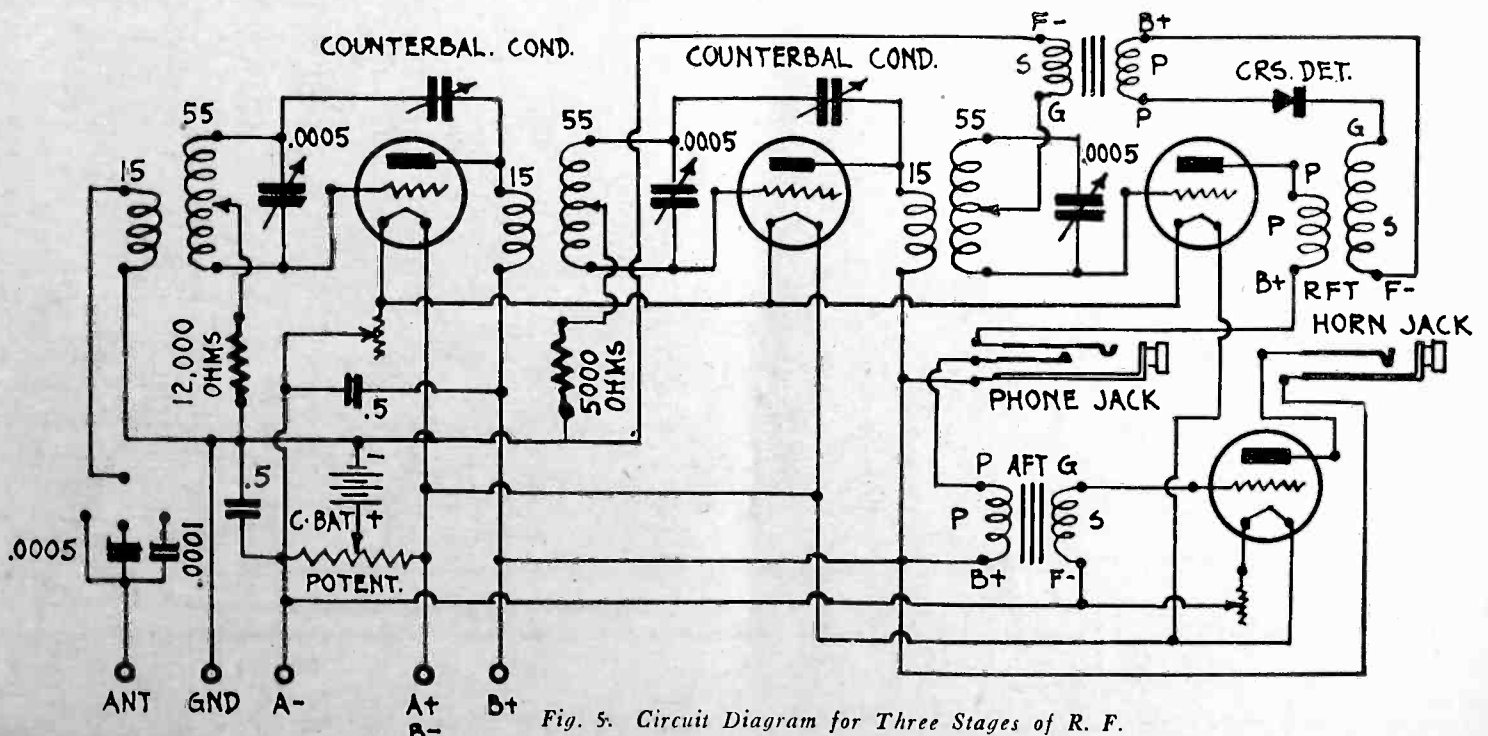 F-
B+
COUNTERBAL. COND.
COUNTERBAL COND.
S
P
CRS. DET.
G
P
55
.0005
55
.0005
55
.0005
G
15
15
15
P
P
S
B+
RFT
F-
HORN JACK
12,000
OHMS
5000
OHMS
.5
PHONE JACK
-
.5
P
AFT
G
C.BAT
+
P
S
.0005
.0001
POTENT.
B+
F-
ANT
GND
A-
A+
B-
B+
Fig. 5. Circuit Diagram for Three Stages of R. F.